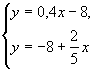 y = 0,4x − 8,
y = −8 + 2/5 x